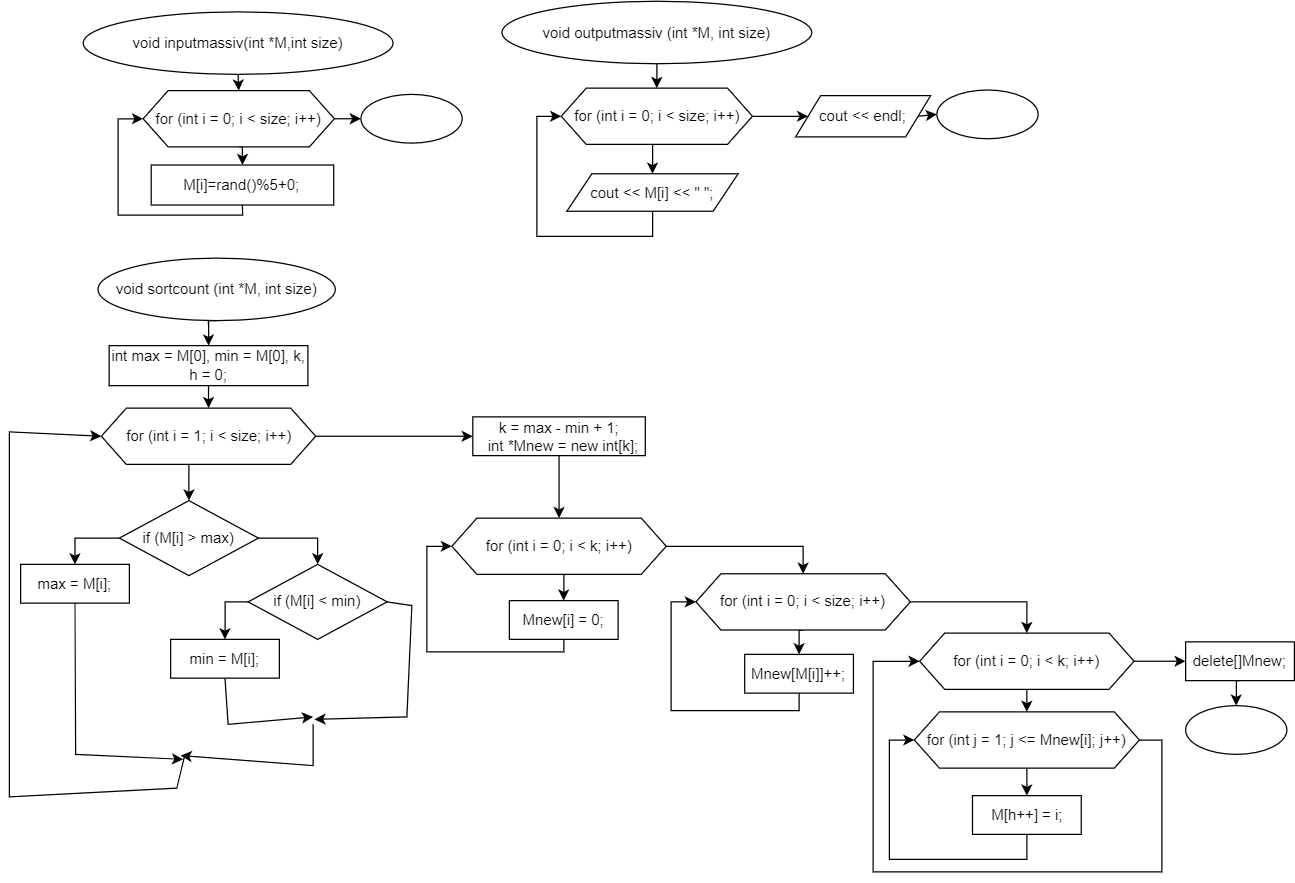 void inputmassiv(int *M,int size)
for (int i = 0; i < size; i++)
M[i]=rand()%5+0;
void outputmassiv (int *M, int size)
for (int i = 0; i < size; i++)
cout << endl;
cout << M[i] << " ";
void sortcount (int *M, int size)
int max = M[0], min = M[0], k,
h = 0;
for (int i = 1; i < size; i++)
if (M[i] > max)
max = M[i];
if (M[i] < min)
min = M[i];
k = max - min + 1;
int *Mnew = new int[k];
for (int i = 0; i < k; i++)
Mnew[i] = 0;
for (int i = 0; i < size; i++)
Mnew[M[i]]++;
for (int i = 0; i < k; i++)
for (int j = 1; j <= Mnew[i]; j++)
M[h++] = i;
delete[]Mnew;